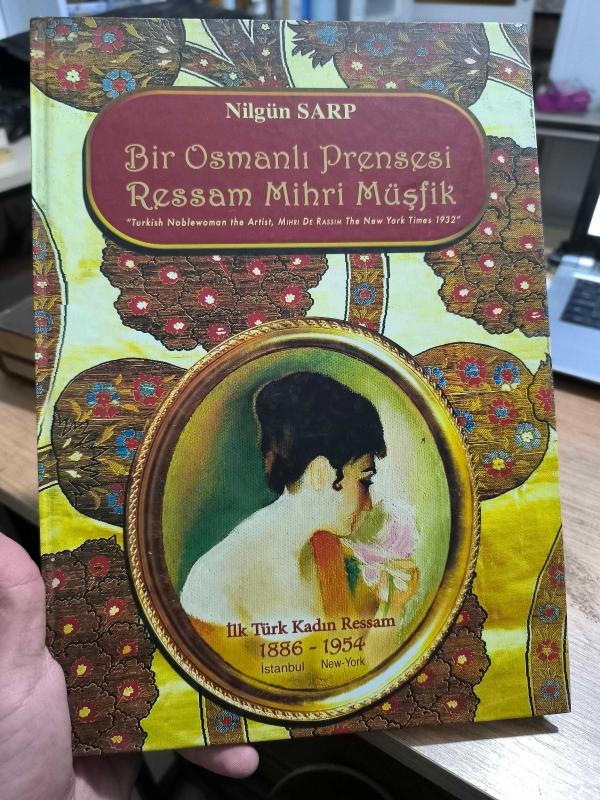 Nilgün SARP
Bir Osmanlı Prensesi
Ressam Mihri Müşfik
"Turkish Noblewoman the Artist, MIHRI DE RASSIM The New York Times 1932"
İlk Türk Kadın Ressam
1886 - 1954
İstanbul New-York